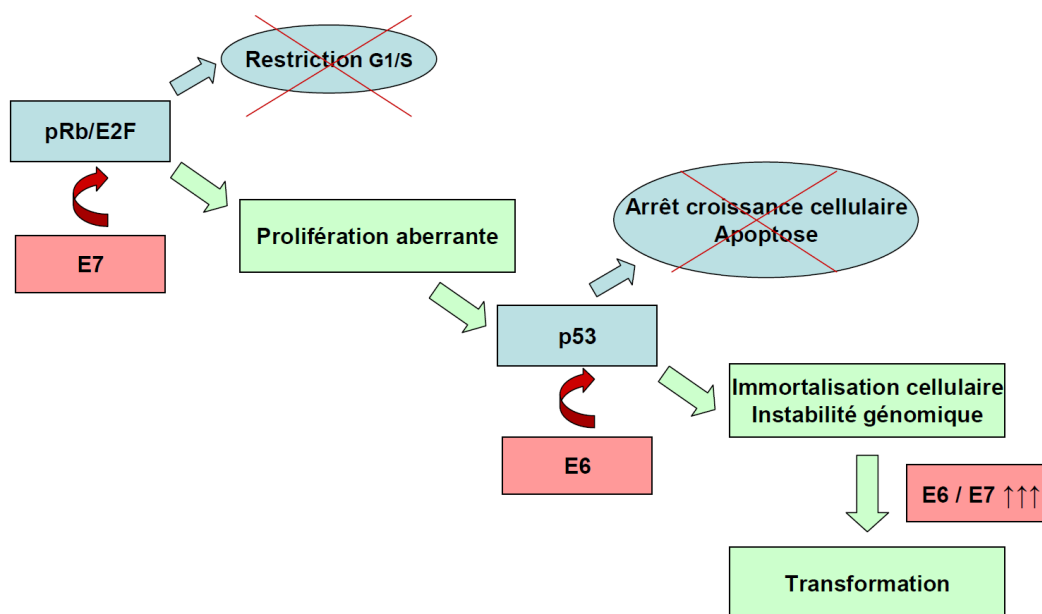 Restriction G1/S
pRb/E2F
E7
Prolifération aberrante
Arrêt croissance cellulaire
Apoptose
p53
E6
Immortalisation cellulaire
Instabilité génomique
E6 / E7 ↑↑↑
Transformation